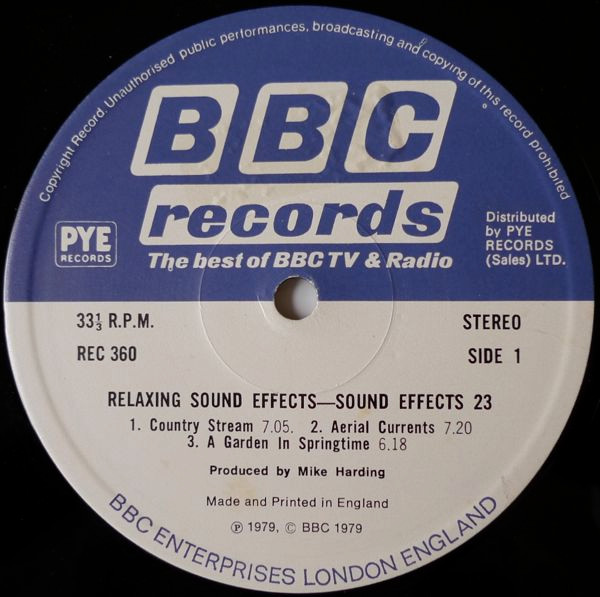 Copyright Record. Unauthorised public performances, broadcasting and copying of this record prohibited
BBC
records
The best of BBC TV & Radio
PYE
RECORDS
Distributed
by PYE
RECORDS
(Sales) LTD.
33⅓ R.P.M.
STEREO
REC 360
SIDE 1
RELAXING SOUND EFFECTS—SOUND EFFECTS 23
1. Country Stream 7.05. 2. Aerial Currents 7.20
3. A Garden In Springtime 6.18
Produced by Mike Harding
Made and Printed in England
℗ 1979, © BBC 1979
BBC ENTERPRISES LONDON ENGLAND